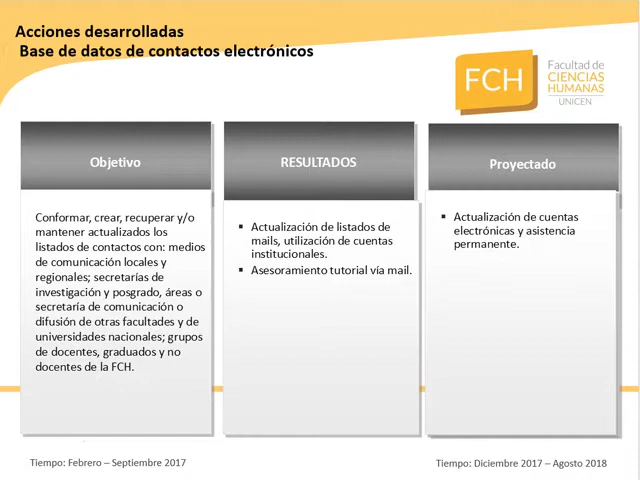 Acciones desarrolladas
Base de datos de contactos electrónicos
FCH
Facultad de
CIENCIAS
HUMANAS
UNICEN
Objetivo
Conformar, crear, recuperar y/o
mantener actualizados los
listados de contactos con: medios
de comunicación locales y
regionales; secretarías de
investigación y posgrado, áreas o
secretaría de comunicación o
difusión de otras facultades y de
universidades nacionales; grupos
de docentes, graduados y no
docentes de la FCH.
RESULTADOS
▪ Actualización de listados de
mails, utilización de cuentas
institucionales.
▪ Asesoramiento tutorial vía mail.
Proyectado
▪ Actualización de cuentas
electrónicas y asistencia
permanente.
Tiempo: Febrero – Septiembre 2017
Tiempo: Diciembre 2017 – Agosto 2018